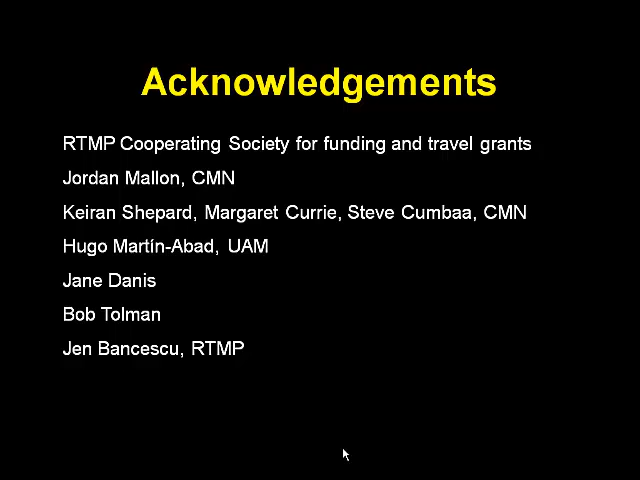 Acknowledgements
RTMP Cooperating Society for funding and travel grants
Jordan Mallon, CMN
Keiran Shepard, Margaret Currie, Steve Cumbaa, CMN
Hugo Martín-Abad, UAM
Jane Danis
Bob Tolman
Jen Bancescu, RTMP